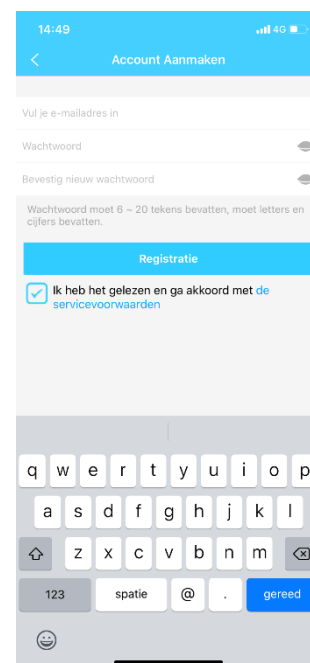 14:49
4G
Account Aanmaken
Vul je e-mailadres in
Wachtwoord
Bevestig nieuw wachtwoord
Wachtwoord moet 6 ~ 20 tekens bevatten, moet letters en
cijfers bevatten.
Registratie
Ik heb het gelezen en ga akkoord met de
servicevoorwaarden
q w e r t y u i o p
a s d f g h j k l
z x c v b n m
123 spatie @ . gereed